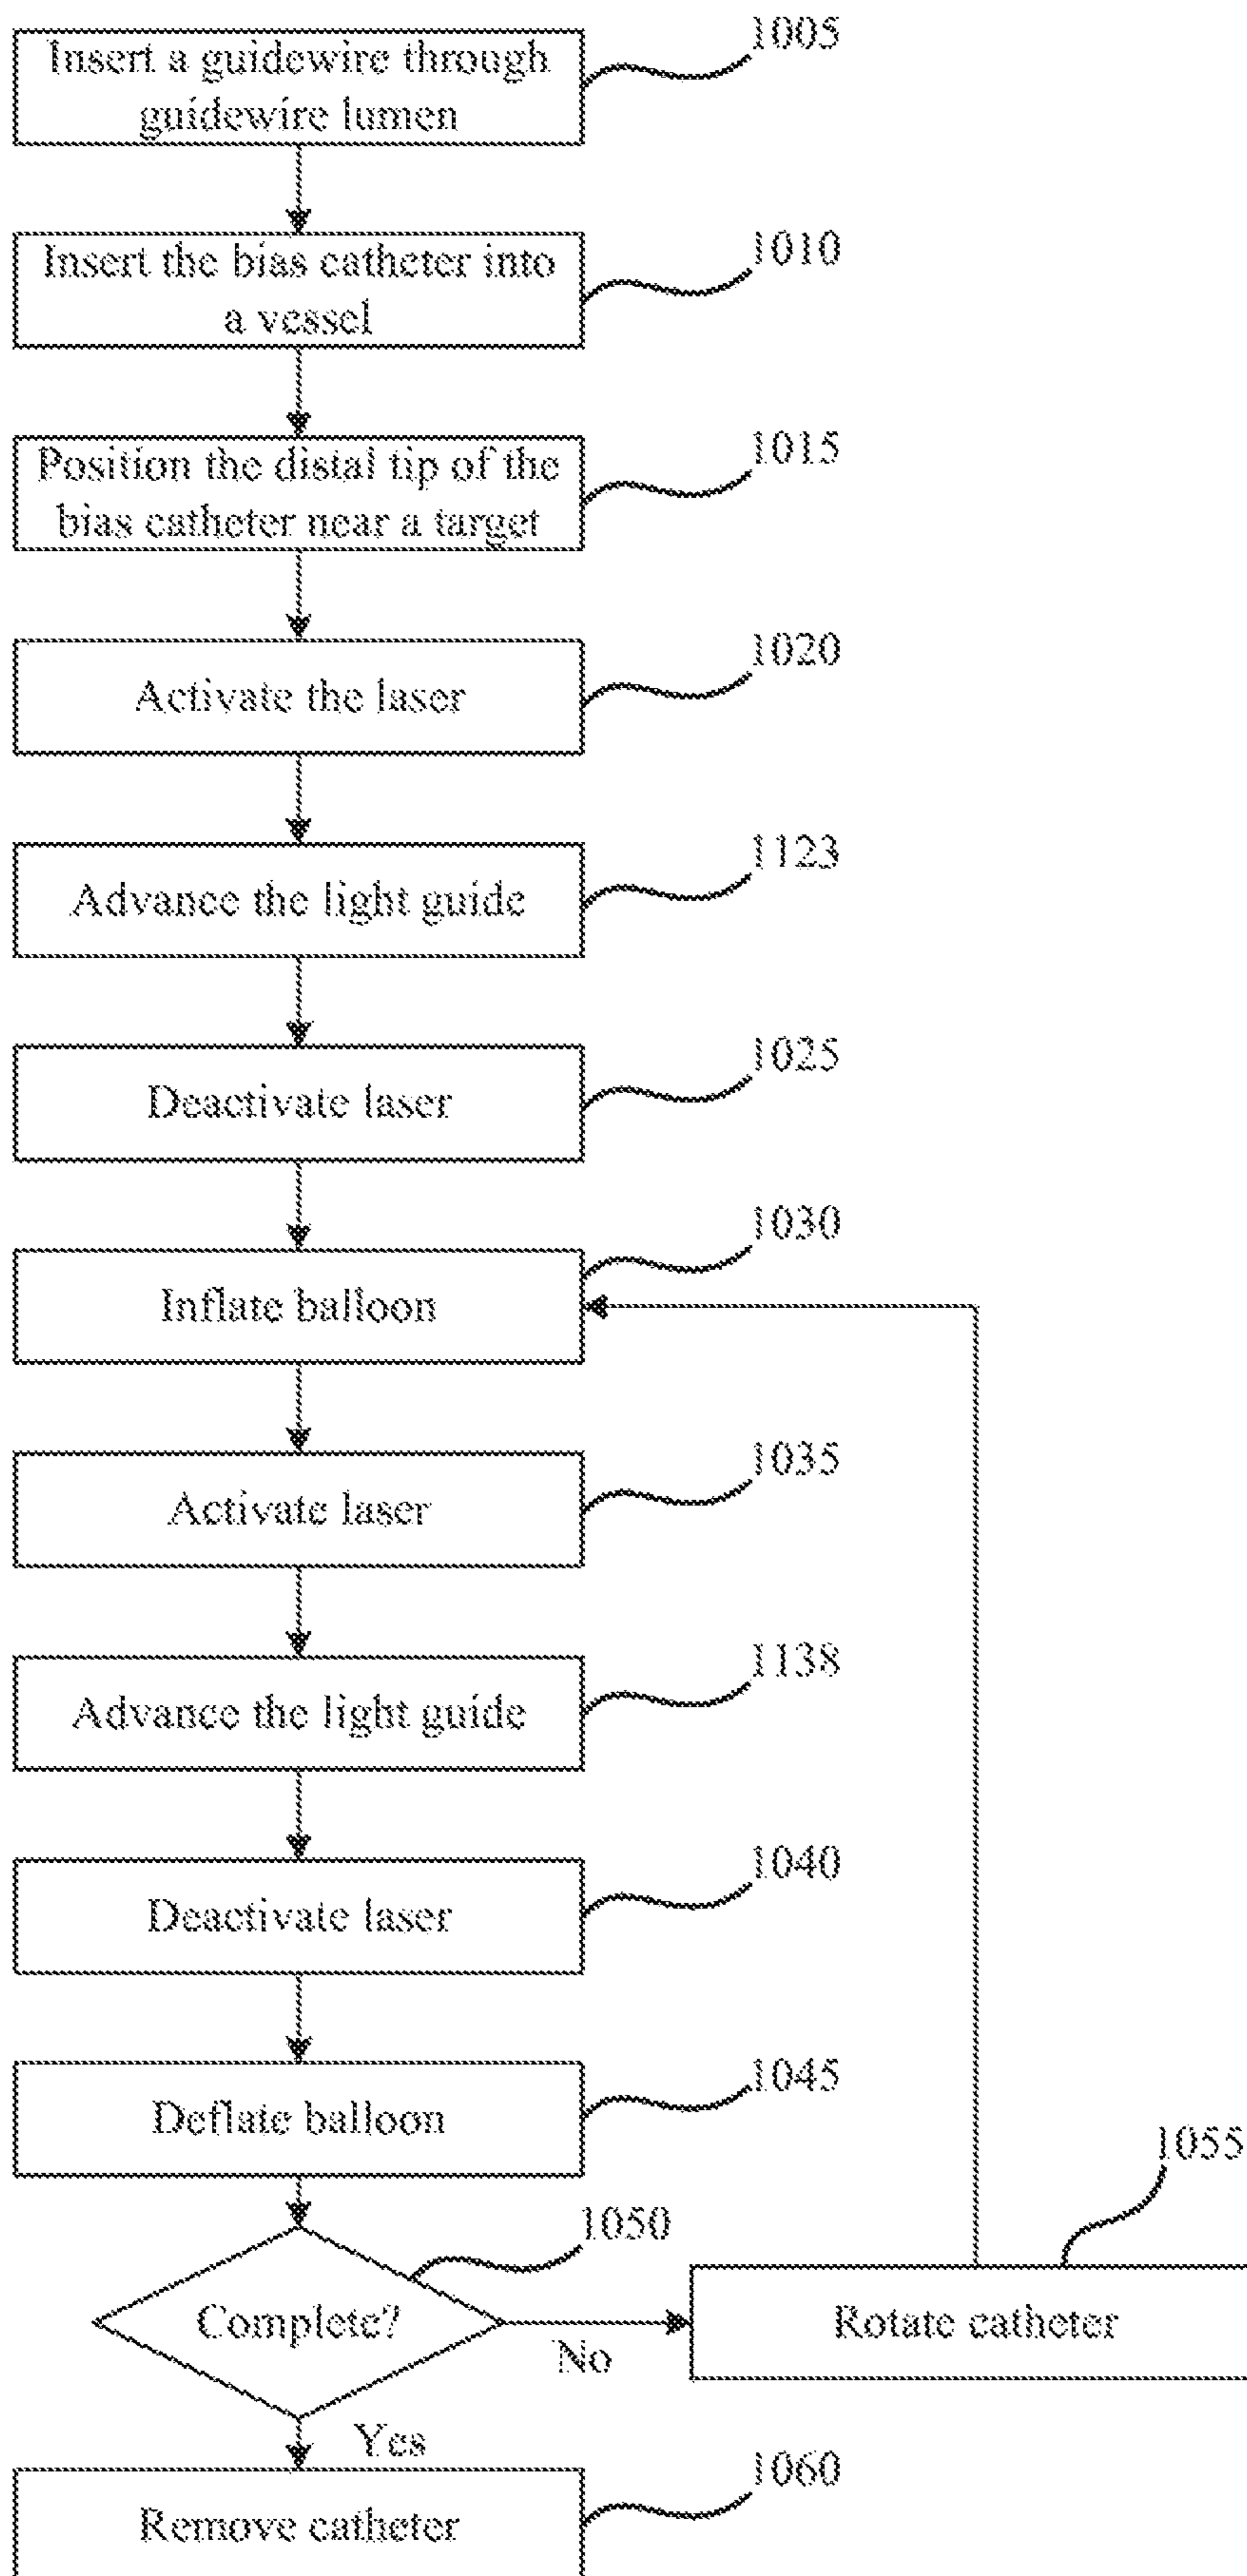 1005
Insert a guidewire through
guidewire lumen
1010
Insert the bias catheter into
a vessel
1015
Position the distal tip of the
bias catheter near a target
1020
Activate the laser
1123
Advance the light guide
1025
Deactivate laser
1030
Inflate balloon
1035
Activate laser
1138
Advance the light guide
1040
Deactivate laser
1045
Deflate balloon
1055
1050
Complete?
No
Rotate catheter
Yes
1060
Remove catheter